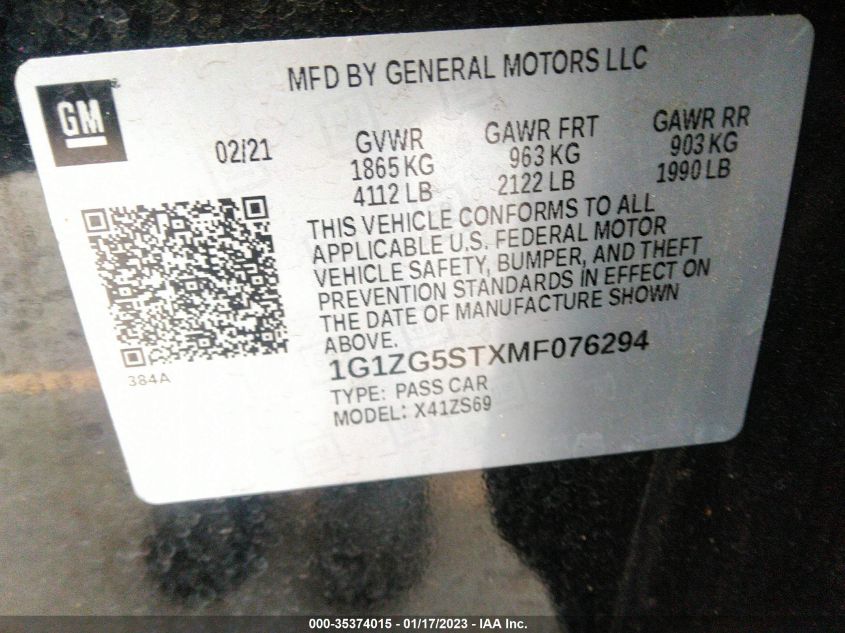 MFD BY GENERAL MOTORS LLC
GM
02/21
GVWR GAWR FRT GAWR RR
1865 KG 963 KG 903 KG
4112 LB 2122 LB 1990 LB
THIS VEHICLE CONFORMS TO ALL
APPLICABLE U.S. FEDERAL MOTOR
VEHICLE SAFETY, BUMPER, AND THEFT
PREVENTION STANDARDS IN EFFECT ON
THE DATE OF MANUFACTURE SHOWN
ABOVE.
1G1ZG5STXMF076294
384A
TYPE: PASS CAR
MODEL: X41ZS69
000-35374015 — 01/17/2023 — IAA Inc.